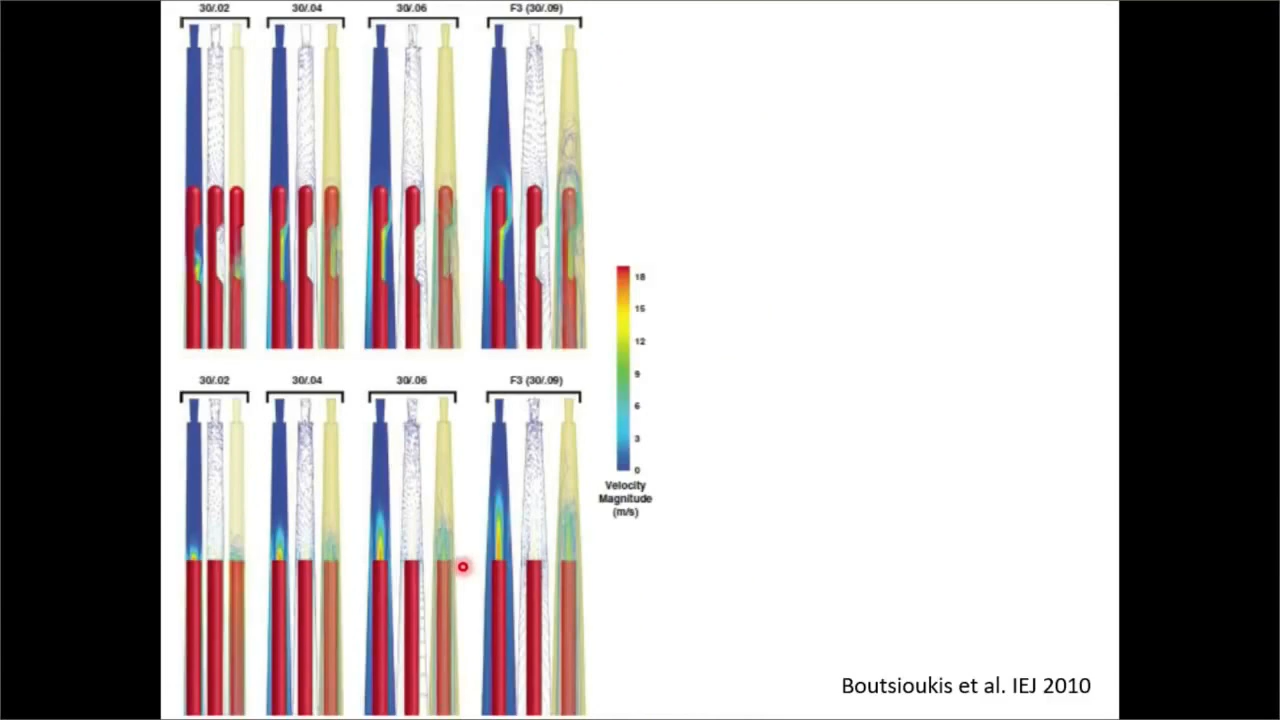 30/.02 30/.04 30/.06 F3 (30/.09)
18
15
12
9
6
3
0
Velocity
Magnitude
(m/s)
30/.02 30/.04 30/.06 F3 (30/.09)
Boutsioukis et al. IEJ 2010